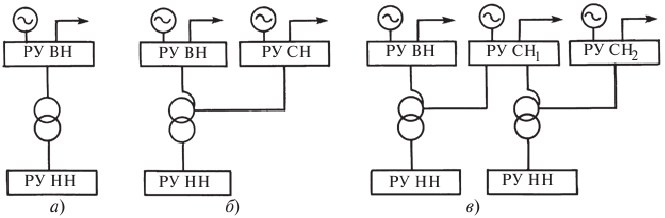 РУ ВН
РУ НН
а)
РУ ВН
РУ СН
РУ НН
б)
РУ ВН
РУ СН1
РУ СН2
РУ НН
РУ НН
в)